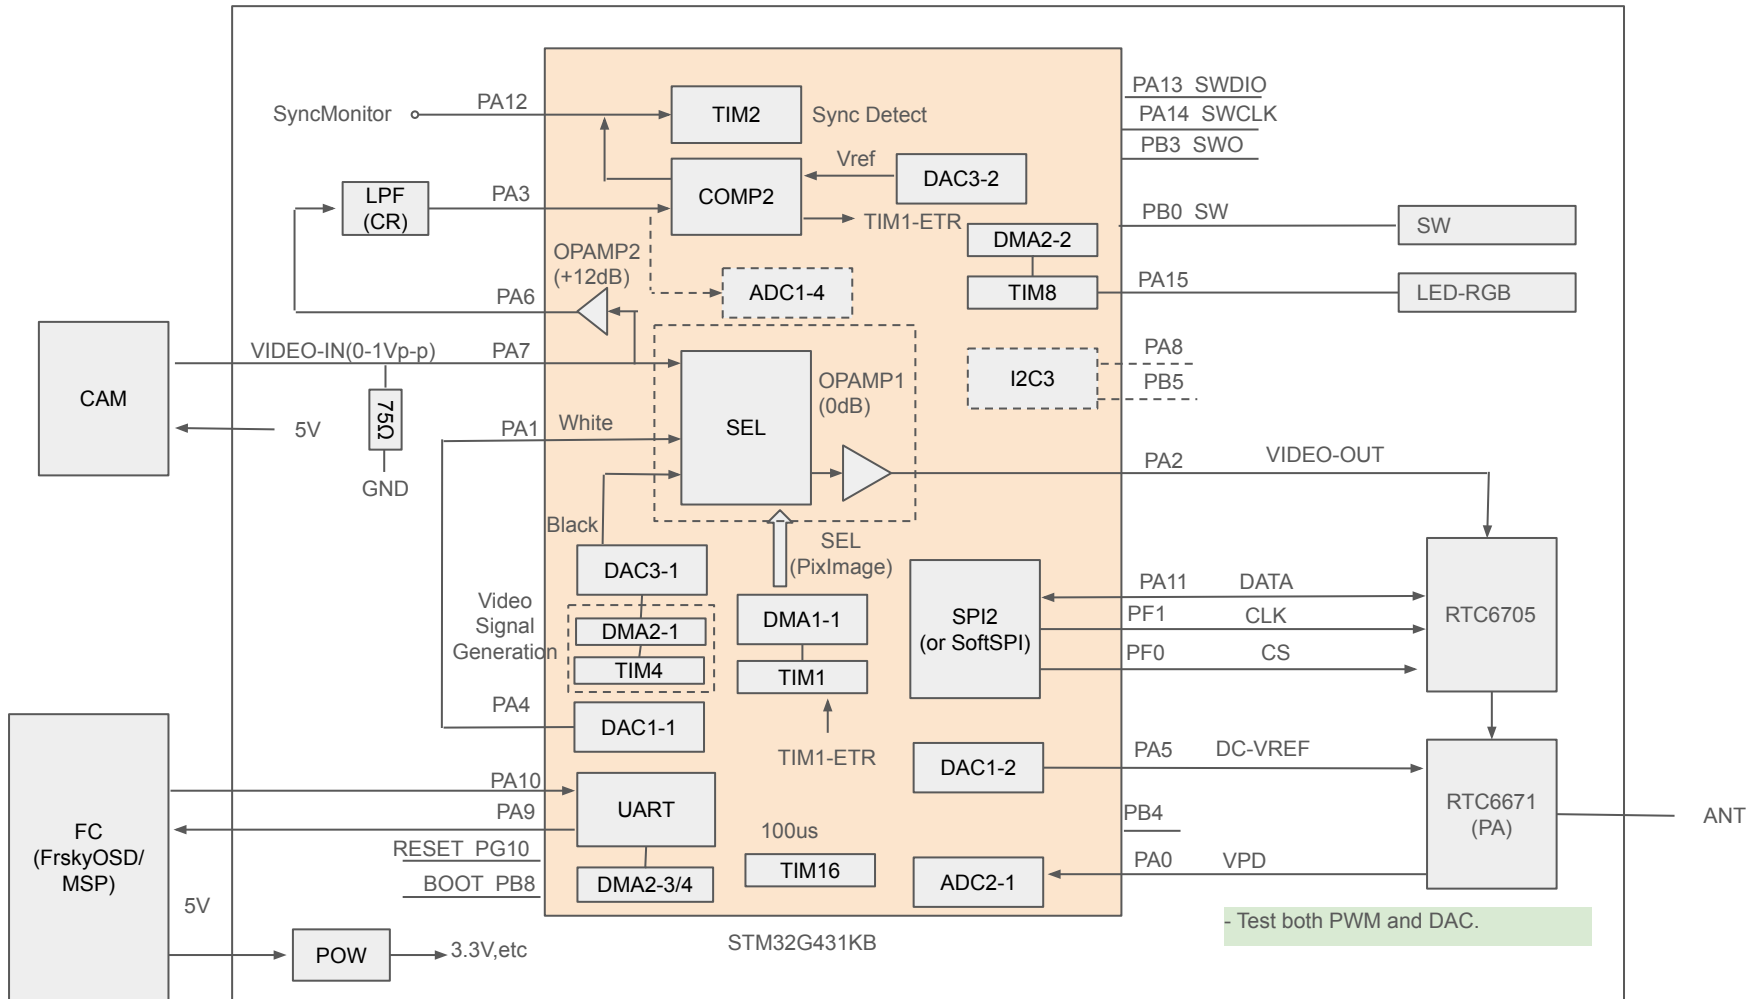 PA13 SWDIO
PA14 SWCLK
PB3 SWO
SyncMonitor
PA12
TIM2
Sync Detect
LPF
(CR)
PA3
COMP2
Vref
DAC3-2
TIM1-ETR
PB0 SW
SW
DMA2-2
TIM8
PA15
LED-RGB
OPAMP2
(+12dB)
ADC1-4
PA6
CAM
VIDEO-IN(0-1Vp-p)
PA7
75Ω
GND
5V
SEL
OPAMP1
(0dB)
I2C3
PA8
PB5
PA1
White
PA2
VIDEO-OUT
Black
SEL
(PixImage)
DAC3-1
Video
Signal
Generation
DMA2-1
TIM4
DMA1-1
TIM1
TIM1-ETR
SPI2
(or SoftSPI)
PA11
DATA
PF1
CLK
PF0
CS
RTC6705
PA4
DAC1-1
DAC1-2
PA5
DC-VREF
RTC6671
(PA)
ANT
PB4
PA0
VPD
ADC2-1
FC
(FrskyOSD/
MSP)
PA10
PA9
UART
RESET PG10
BOOT PB8
DMA2-3/4
100us
TIM16
5V
POW
3.3V,etc
STM32G431KB
- Test both PWM and DAC.